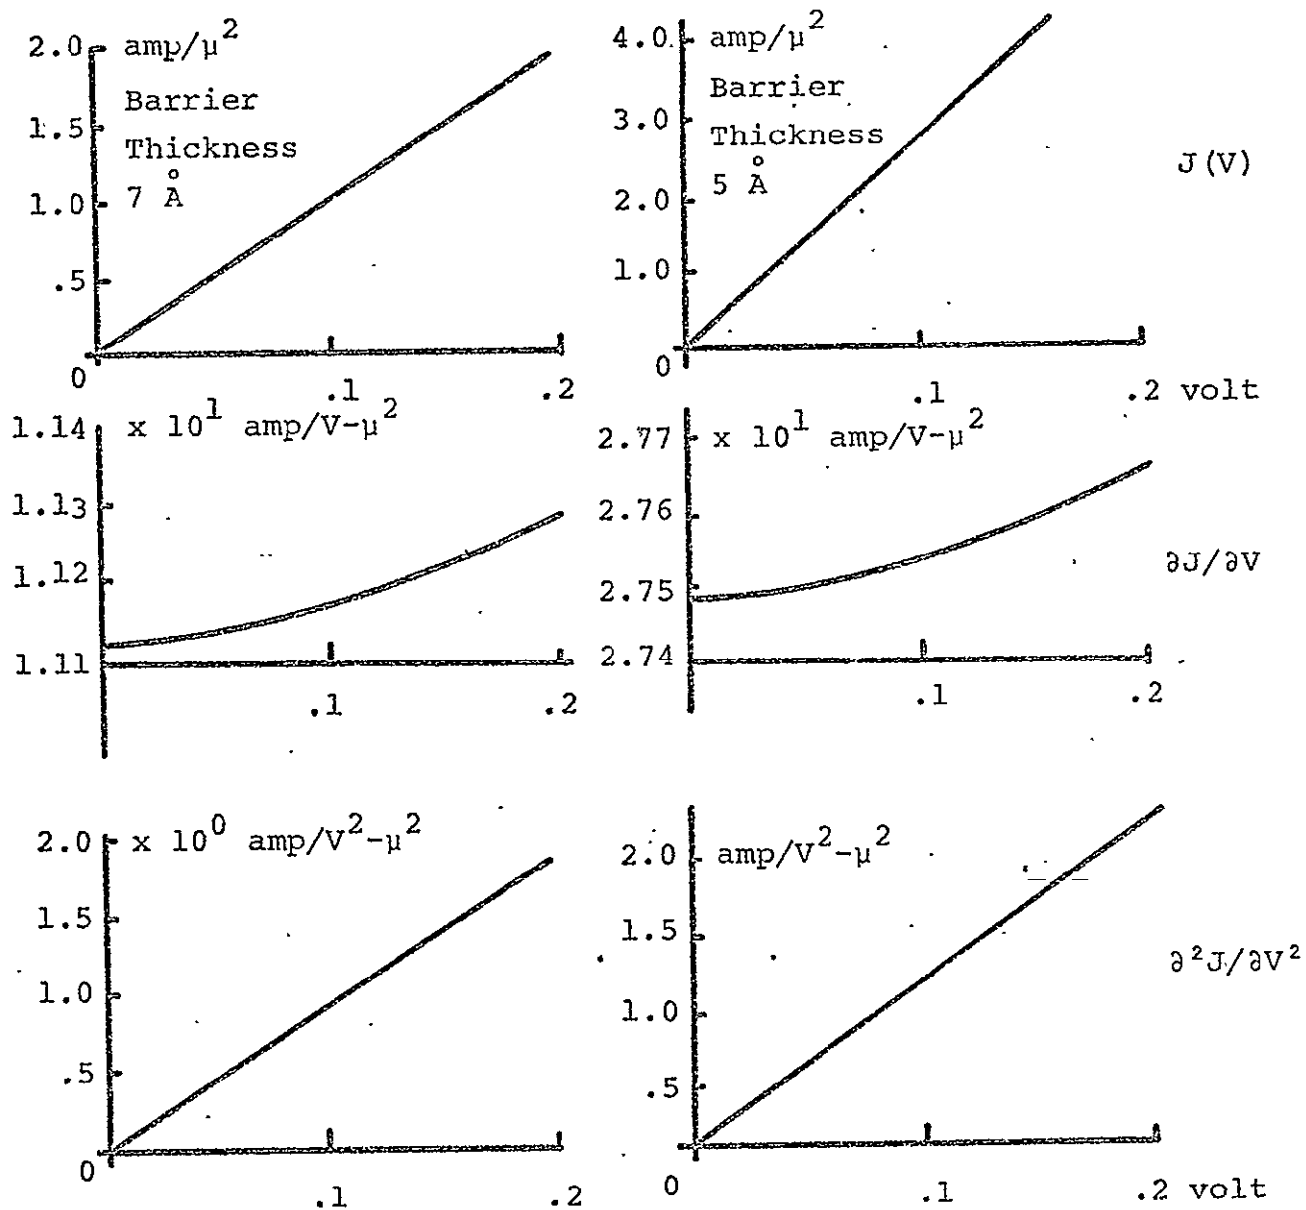 2.0 amp/μ²
Barrier
1.5 Thickness
1.0 7 Å
.5
0 .1 .2
4.0 amp/μ²
Barrier
3.0 Thickness
2.0 5 Å
1.0
0 .1 .2 volt
J(V)
1.14 x 10¹ amp/V-μ²
1.13
1.12
1.11
.1 .2
2.77 x 10¹ amp/V-μ²
2.76
2.75
2.74
.1 .2
∂J/∂V
2.0 x 10⁰ amp/V²-μ²
1.5
1.0
.5
0 .1 .2
amp/V²-μ²
2.0
1.5
1.0
.5
0 .1 .2 volt
∂²J/∂V²